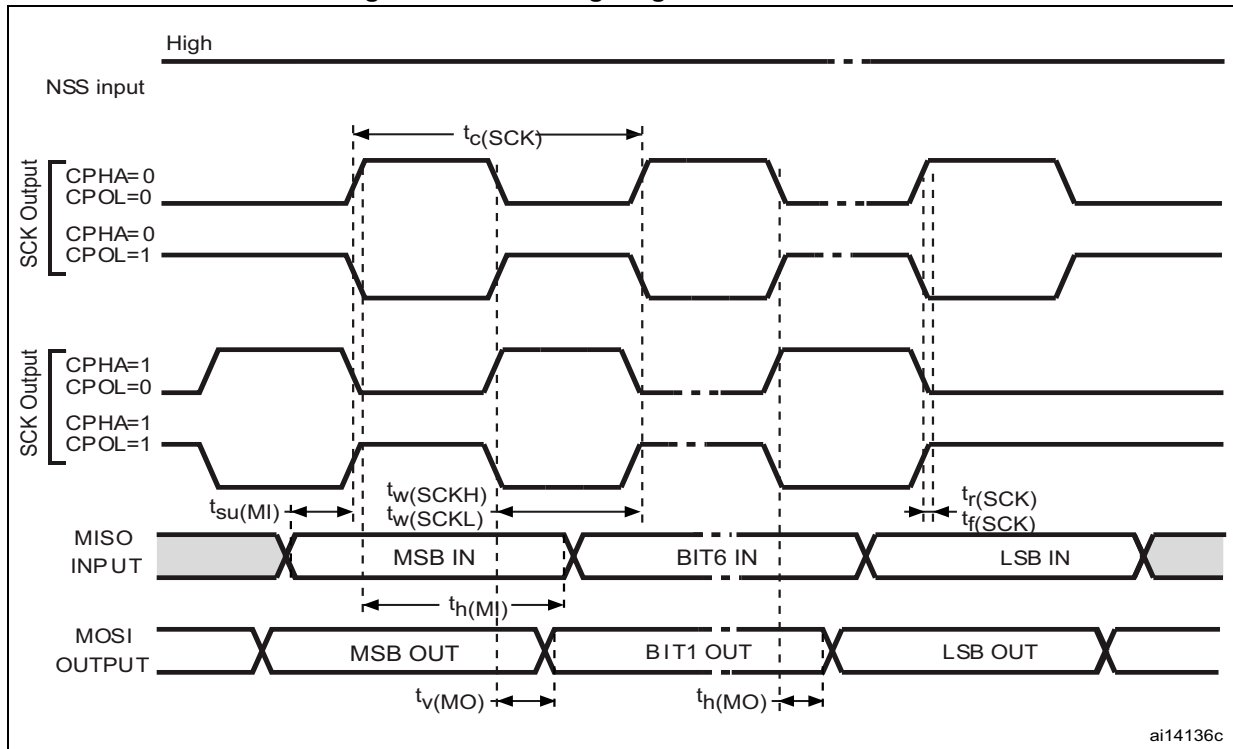 High
NSS input
tc(SCK)
SCK Output
CPHA=0
CPOL=0
CPHA=0
CPOL=1
SCK Output
CPHA=1
CPOL=0
CPHA=1
CPOL=1
tsu(MI)
tw(SCKH)
tw(SCKL)
tr(SCK)
tf(SCK)
MISO
INPUT
MSB IN
BIT6 IN
LSB IN
th(MI)
MOSI
OUTPUT
MSB OUT
BIT1 OUT
LSB OUT
tv(MO)
th(MO)
ai14136c